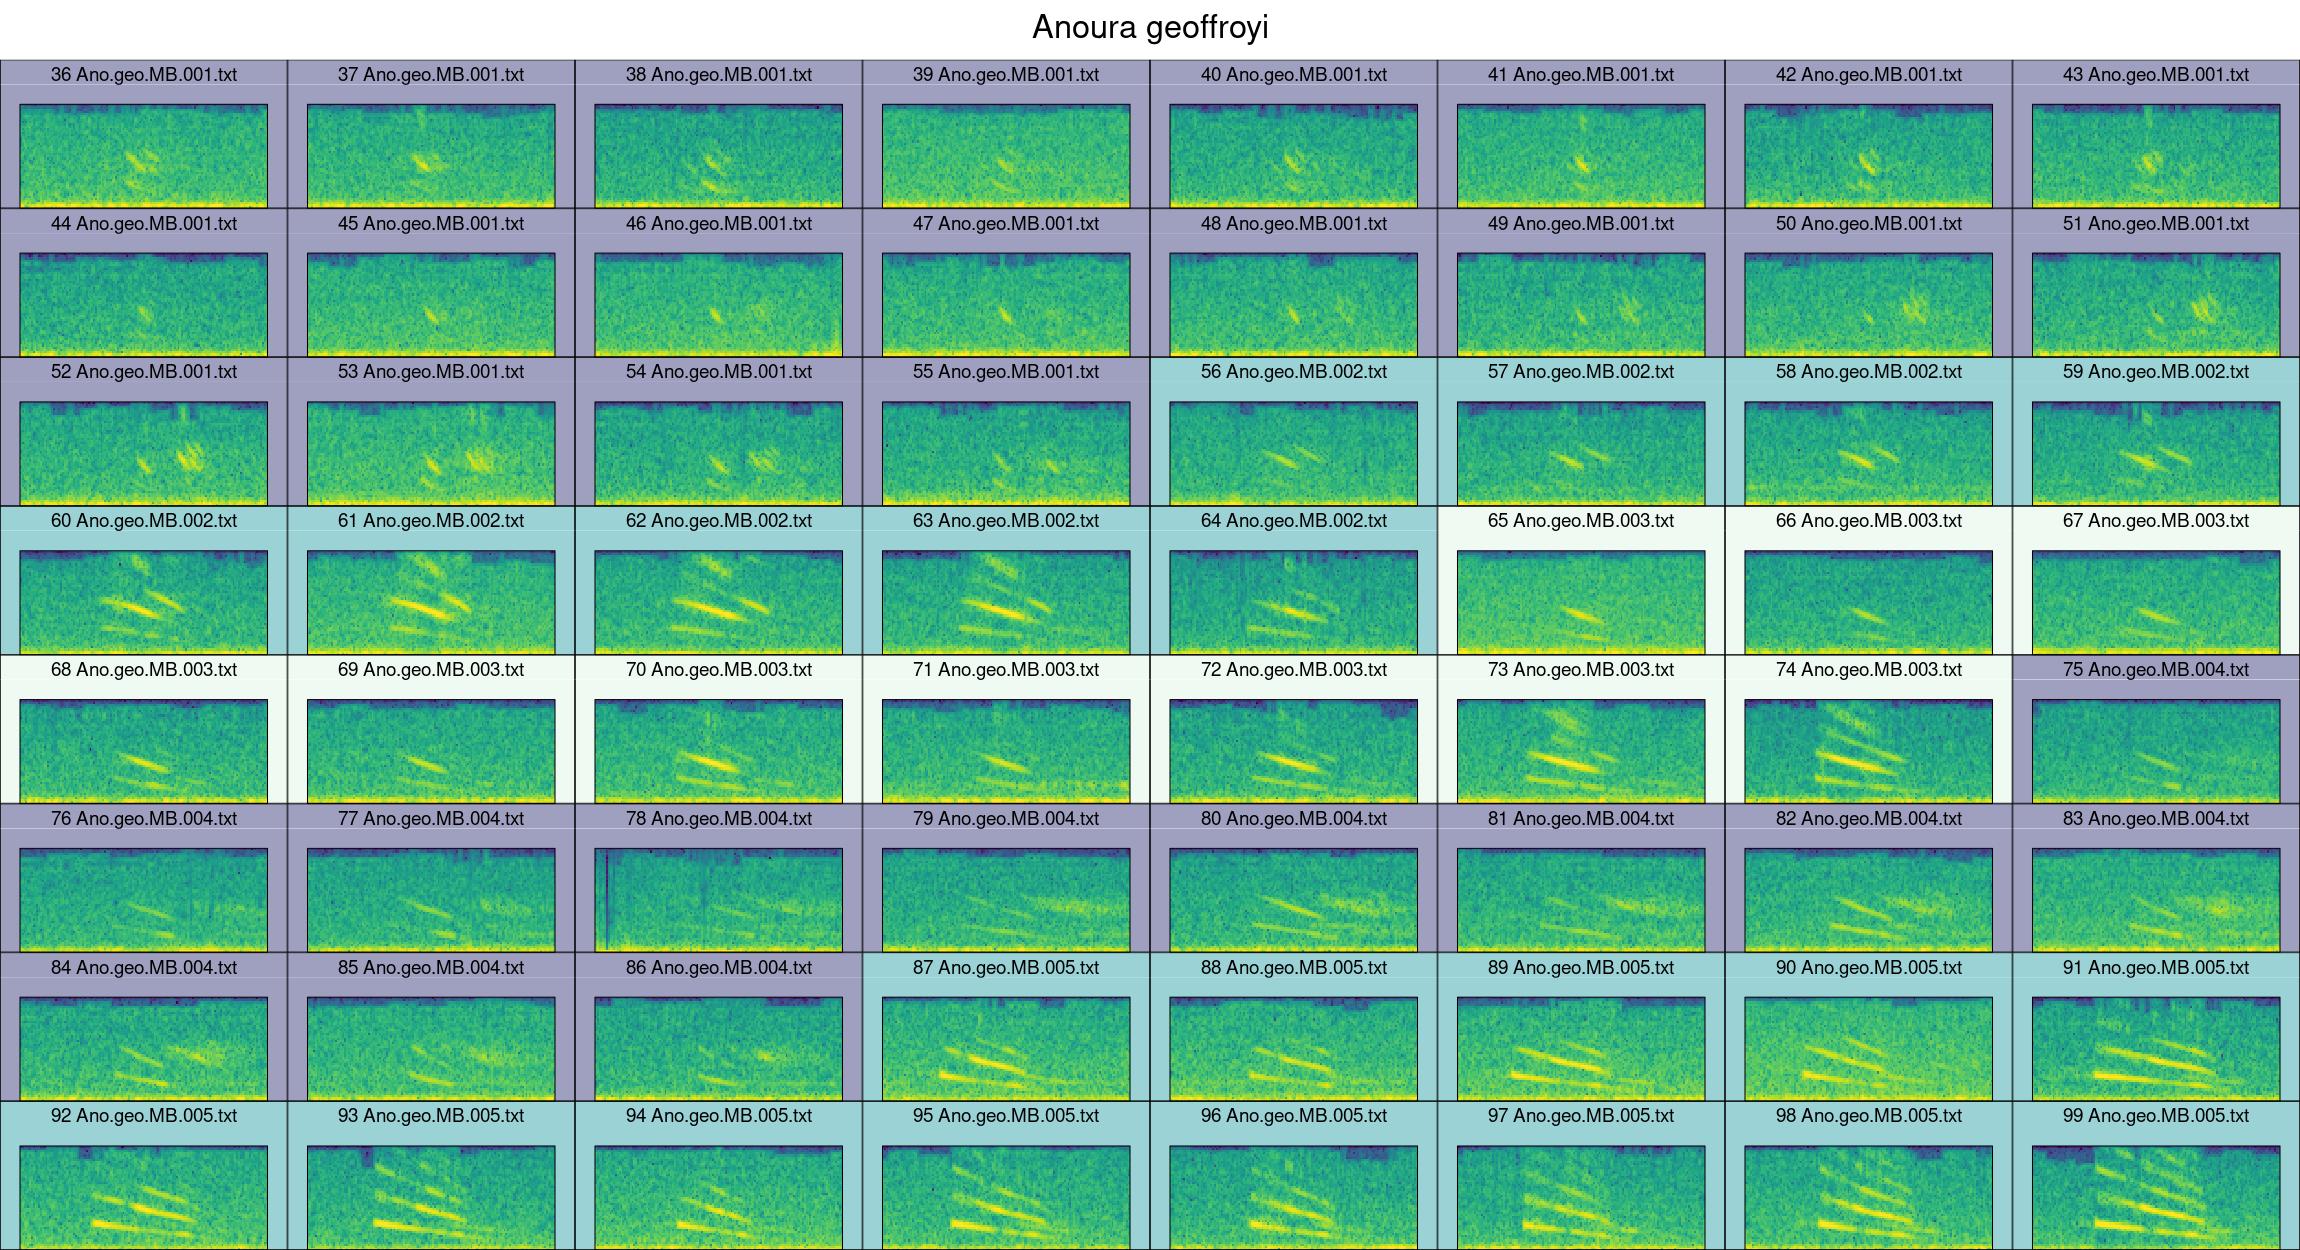 Anoura geoffroyi
36 Ano.geo.MB.001.txt 37 Ano.geo.MB.001.txt 38 Ano.geo.MB.001.txt 39 Ano.geo.MB.001.txt 40 Ano.geo.MB.001.txt 41 Ano.geo.MB.001.txt 42 Ano.geo.MB.001.txt 43 Ano.geo.MB.001.txt
44 Ano.geo.MB.001.txt 45 Ano.geo.MB.001.txt 46 Ano.geo.MB.001.txt 47 Ano.geo.MB.001.txt 48 Ano.geo.MB.001.txt 49 Ano.geo.MB.001.txt 50 Ano.geo.MB.001.txt 51 Ano.geo.MB.001.txt
52 Ano.geo.MB.001.txt 53 Ano.geo.MB.001.txt 54 Ano.geo.MB.001.txt 55 Ano.geo.MB.001.txt 56 Ano.geo.MB.002.txt 57 Ano.geo.MB.002.txt 58 Ano.geo.MB.002.txt 59 Ano.geo.MB.002.txt
60 Ano.geo.MB.002.txt 61 Ano.geo.MB.002.txt 62 Ano.geo.MB.002.txt 63 Ano.geo.MB.002.txt 64 Ano.geo.MB.002.txt 65 Ano.geo.MB.003.txt 66 Ano.geo.MB.003.txt 67 Ano.geo.MB.003.txt
68 Ano.geo.MB.003.txt 69 Ano.geo.MB.003.txt 70 Ano.geo.MB.003.txt 71 Ano.geo.MB.003.txt 72 Ano.geo.MB.003.txt 73 Ano.geo.MB.003.txt 74 Ano.geo.MB.003.txt 75 Ano.geo.MB.004.txt
76 Ano.geo.MB.004.txt 77 Ano.geo.MB.004.txt 78 Ano.geo.MB.004.txt 79 Ano.geo.MB.004.txt 80 Ano.geo.MB.004.txt 81 Ano.geo.MB.004.txt 82 Ano.geo.MB.004.txt 83 Ano.geo.MB.004.txt
84 Ano.geo.MB.004.txt 85 Ano.geo.MB.004.txt 86 Ano.geo.MB.004.txt 87 Ano.geo.MB.005.txt 88 Ano.geo.MB.005.txt 89 Ano.geo.MB.005.txt 90 Ano.geo.MB.005.txt 91 Ano.geo.MB.005.txt
92 Ano.geo.MB.005.txt 93 Ano.geo.MB.005.txt 94 Ano.geo.MB.005.txt 95 Ano.geo.MB.005.txt 96 Ano.geo.MB.005.txt 97 Ano.geo.MB.005.txt 98 Ano.geo.MB.005.txt 99 Ano.geo.MB.005.txt